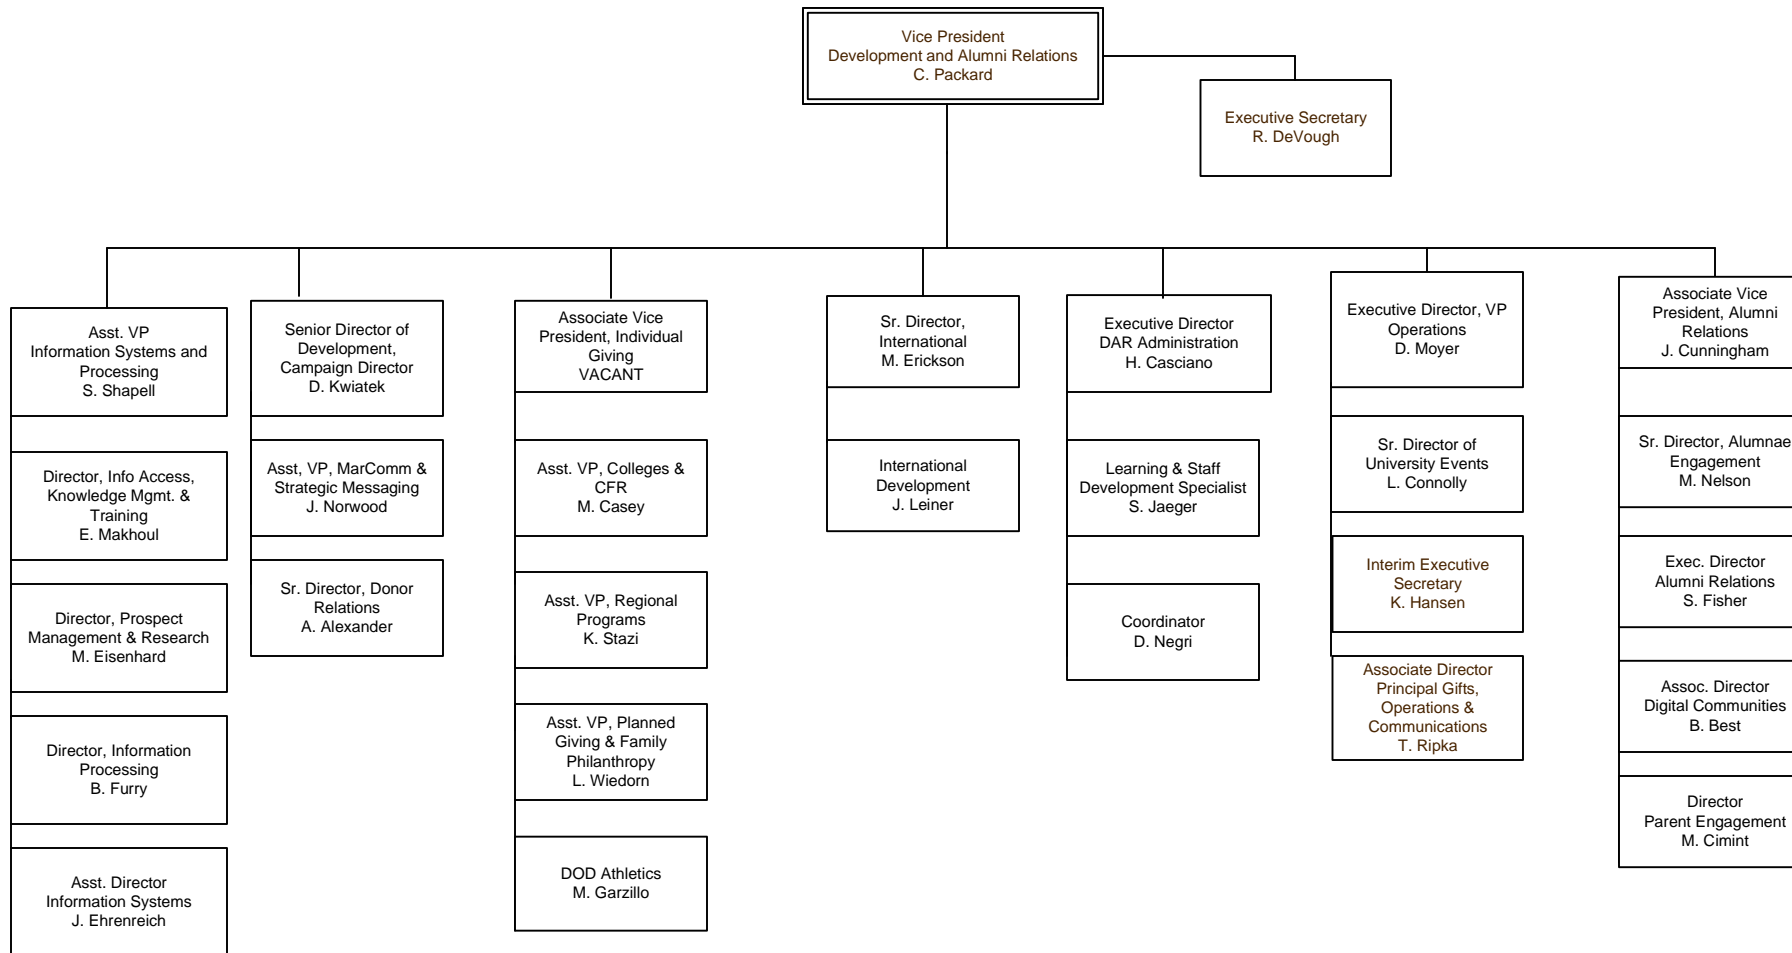 Vice President
Development and Alumni Relations
C. Packard
Executive Secretary
R. DeVough
Asst. VP
Information Systems and
Processing
S. Shapell
Director, Info Access,
Knowledge Mgmt. &
Training
E. Makhoul
Director, Prospect
Management & Research
M. Eisenhard
Director, Information
Processing
B. Furry
Asst. Director
Information Systems
J. Ehrenreich
Senior Director of
Development,
Campaign Director
D. Kwiatek
Asst, VP, MarComm &
Strategic Messaging
J. Norwood
Sr. Director, Donor
Relations
A. Alexander
Associate Vice
President, Individual
Giving
VACANT
Asst. VP, Colleges &
CFR
M. Casey
Asst. VP, Regional
Programs
K. Stazi
Asst. VP, Planned
Giving & Family
Philanthropy
L. Wiedorn
DOD Athletics
M. Garzillo
Sr. Director,
International
M. Erickson
International
Development
J. Leiner
Executive Director
DAR Administration
H. Casciano
Learning & Staff
Development Specialist
S. Jaeger
Coordinator
D. Negri
Executive Director, VP
Operations
D. Moyer
Sr. Director of
University Events
L. Connolly
Interim Executive
Secretary
K. Hansen
Associate Director
Principal Gifts,
Operations &
Communications
T. Ripka
Associate Vice
President, Alumni
Relations
J. Cunningham
Sr. Director, Alumnae
Engagement
M. Nelson
Exec. Director
Alumni Relations
S. Fisher
Assoc. Director
Digital Communities
B. Best
Director
Parent Engagement
M. Cimint